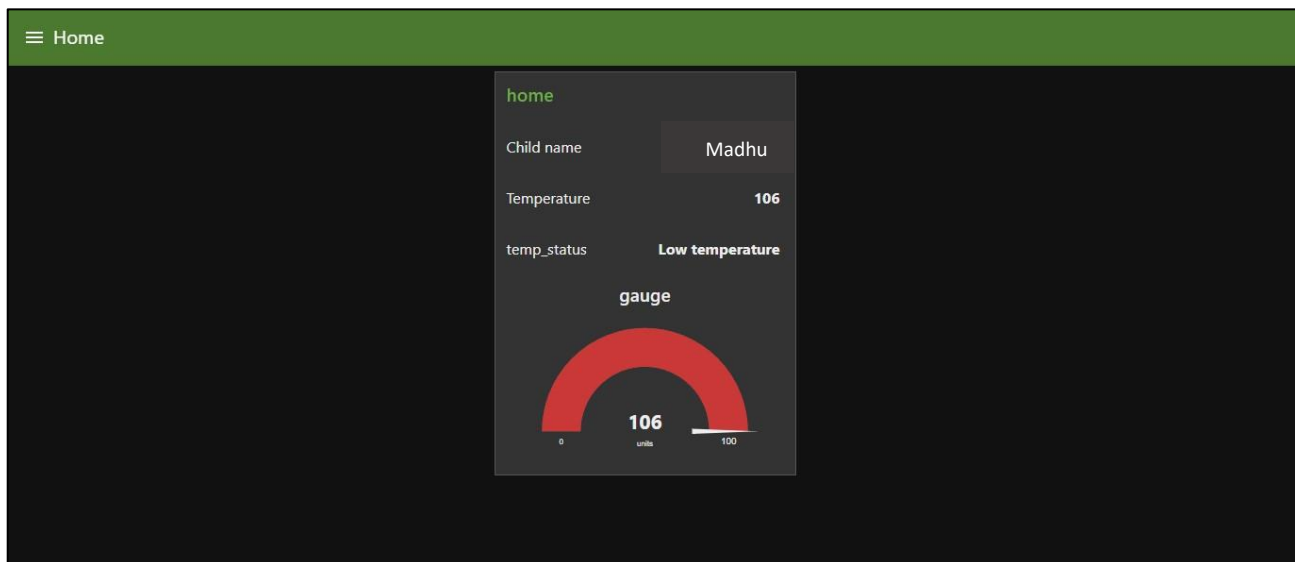 ≡ Home
home
Child name Madhu
Temperature 106
temp_status Low temperature
gauge
106
0 units 100